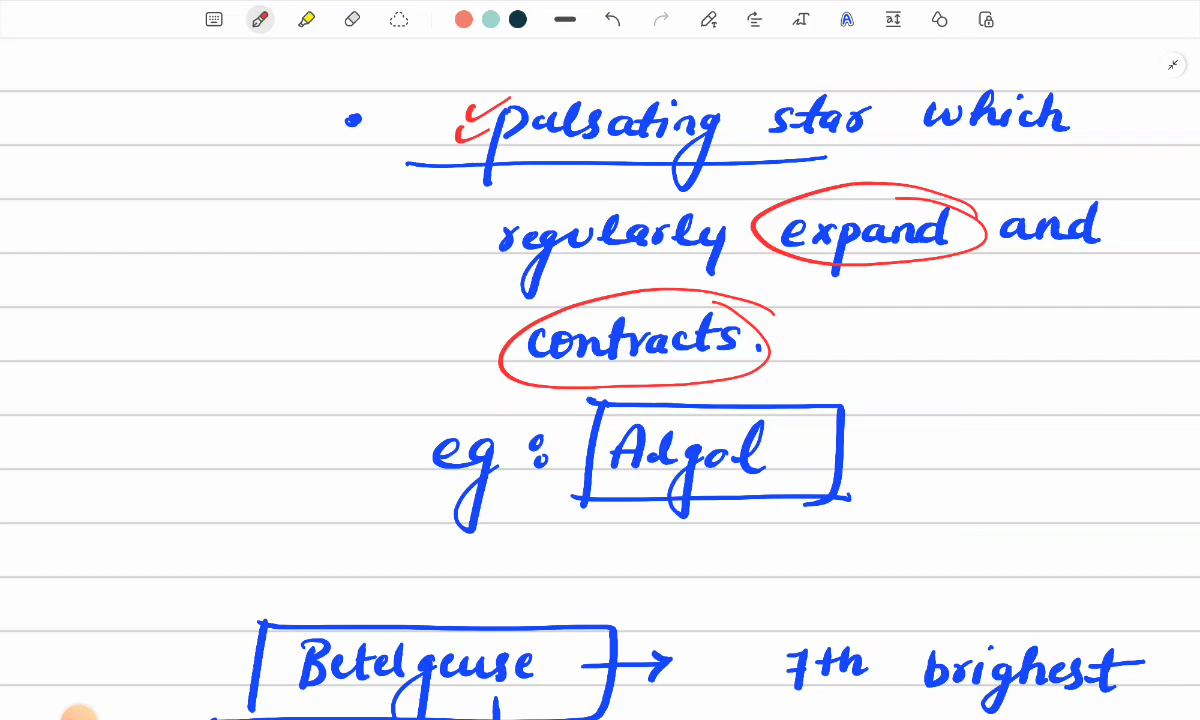 • pulsating star which
regularly expand and
contracts.
eg : Algol
Betelgeuse → 7th brighest